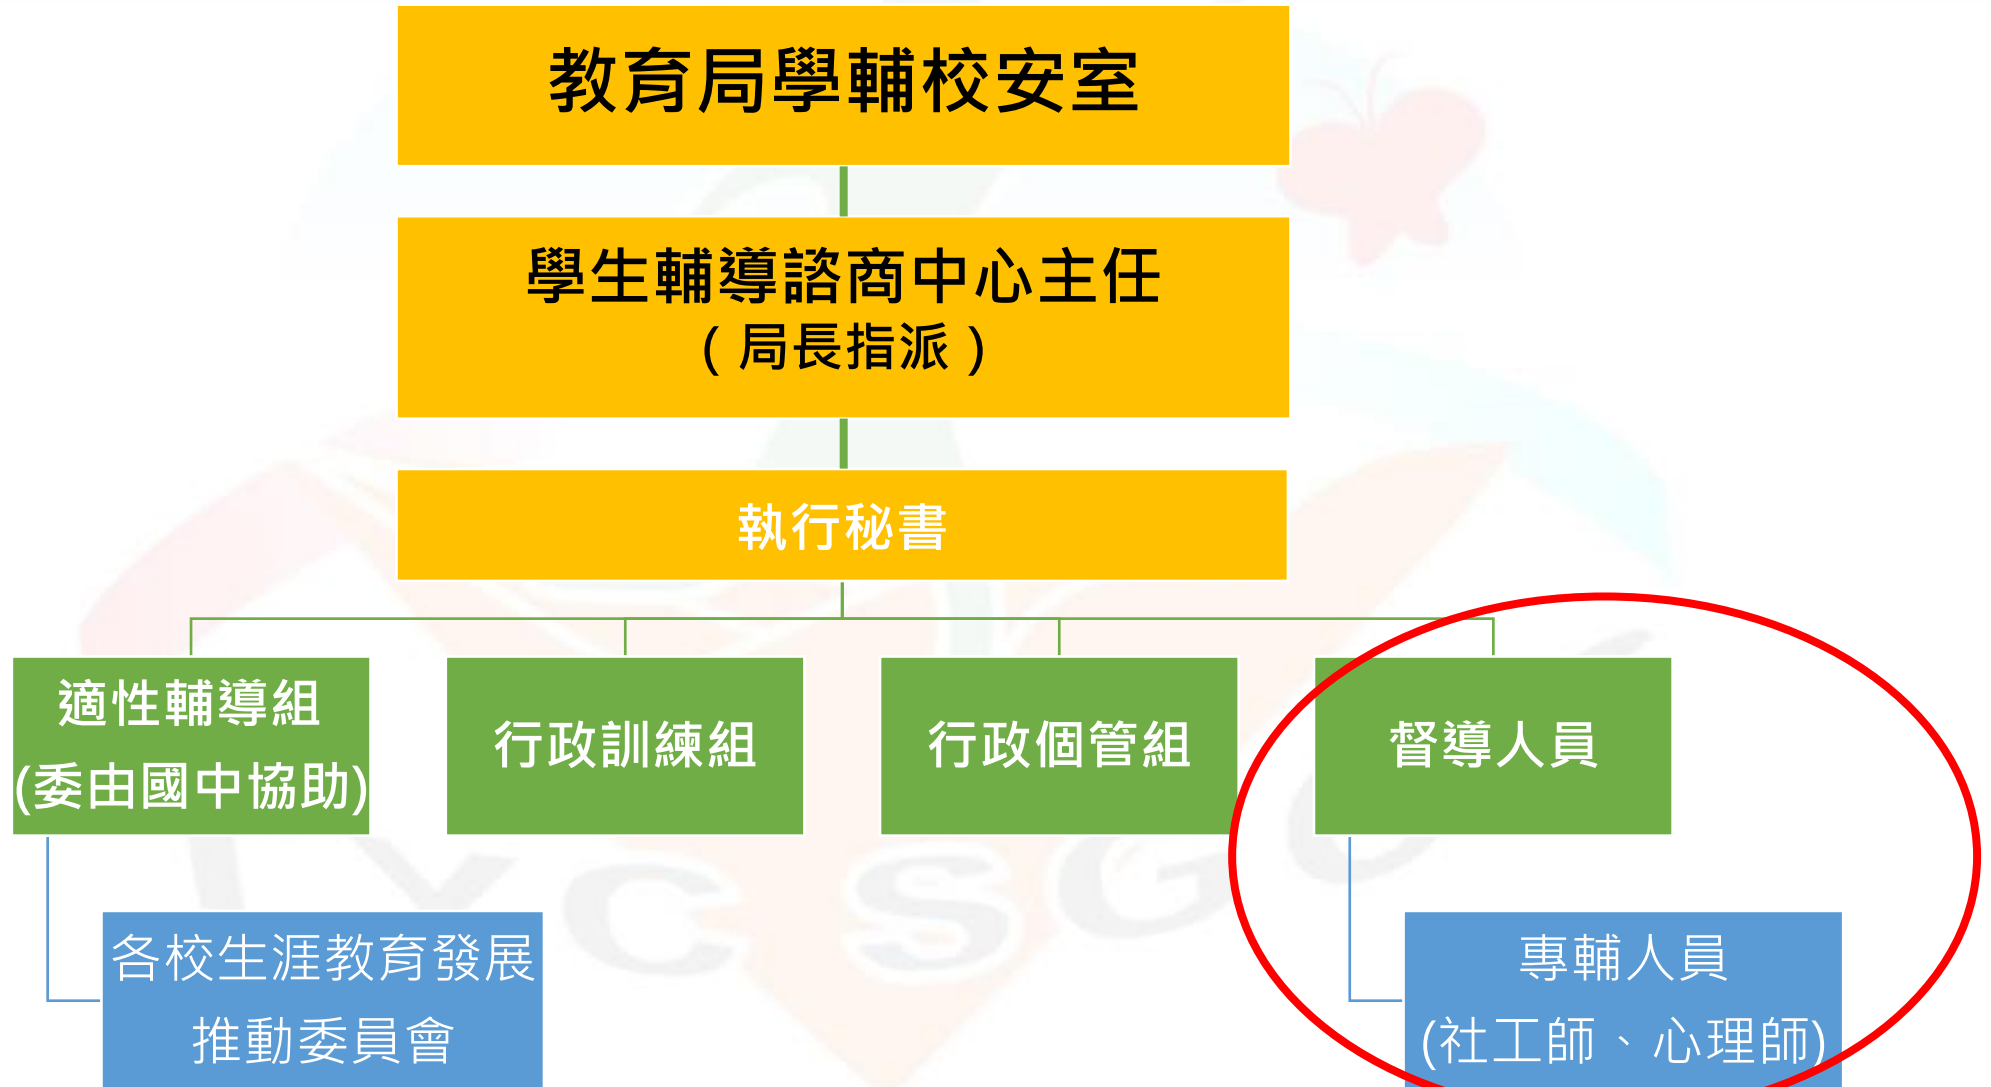 教育局學輔校安室
學生輔導諮商中心主任
（局長指派）
執行秘書
適性輔導組
(委由國中協助)
行政訓練組
行政個管組
督導人員
各校生涯教育發展
推動委員會
專輔人員
(社工師、心理師)